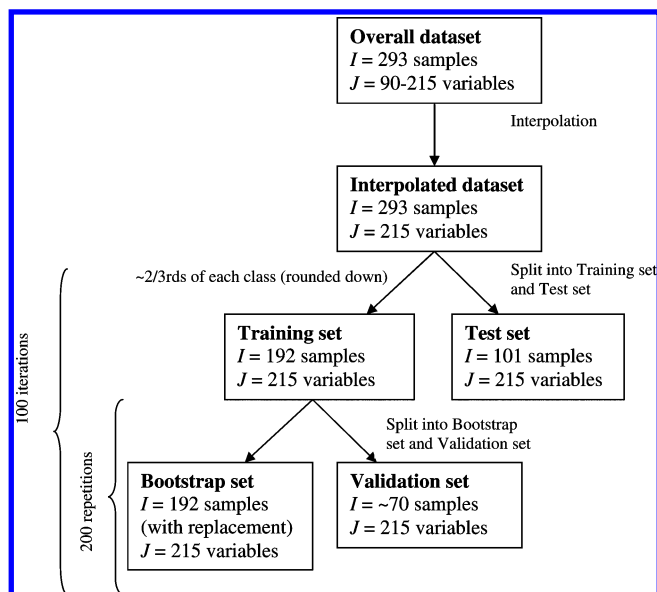 Overall dataset
I = 293 samples
J = 90-215 variables
Interpolation
Interpolated dataset
I = 293 samples
J = 215 variables
~2/3rds of each class (rounded down)
Split into Training set
and Test set
Training set
I = 192 samples
J = 215 variables
Test set
I = 101 samples
J = 215 variables
100 iterations
Split into Bootstrap
set and Validation set
200 repetitions
Bootstrap set
I = 192 samples
(with replacement)
J = 215 variables
Validation set
I = ~70 samples
J = 215 variables